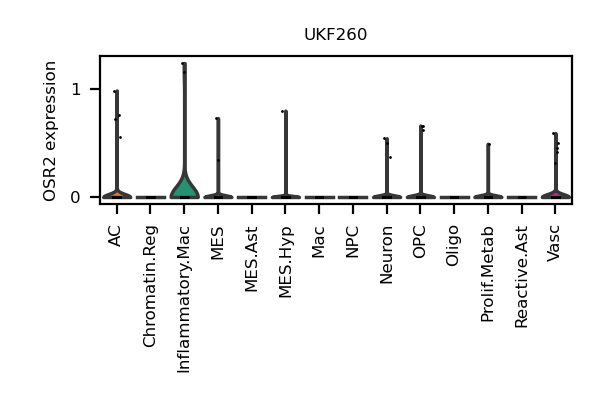 UKF260
OSR2 expression
1
0
AC
Chromatin.Reg
Inflammatory.Mac
MES
MES.Ast
MES.Hyp
Mac
NPC
Neuron
OPC
Oligo
Prolif.Metab
Reactive.Ast
Vasc